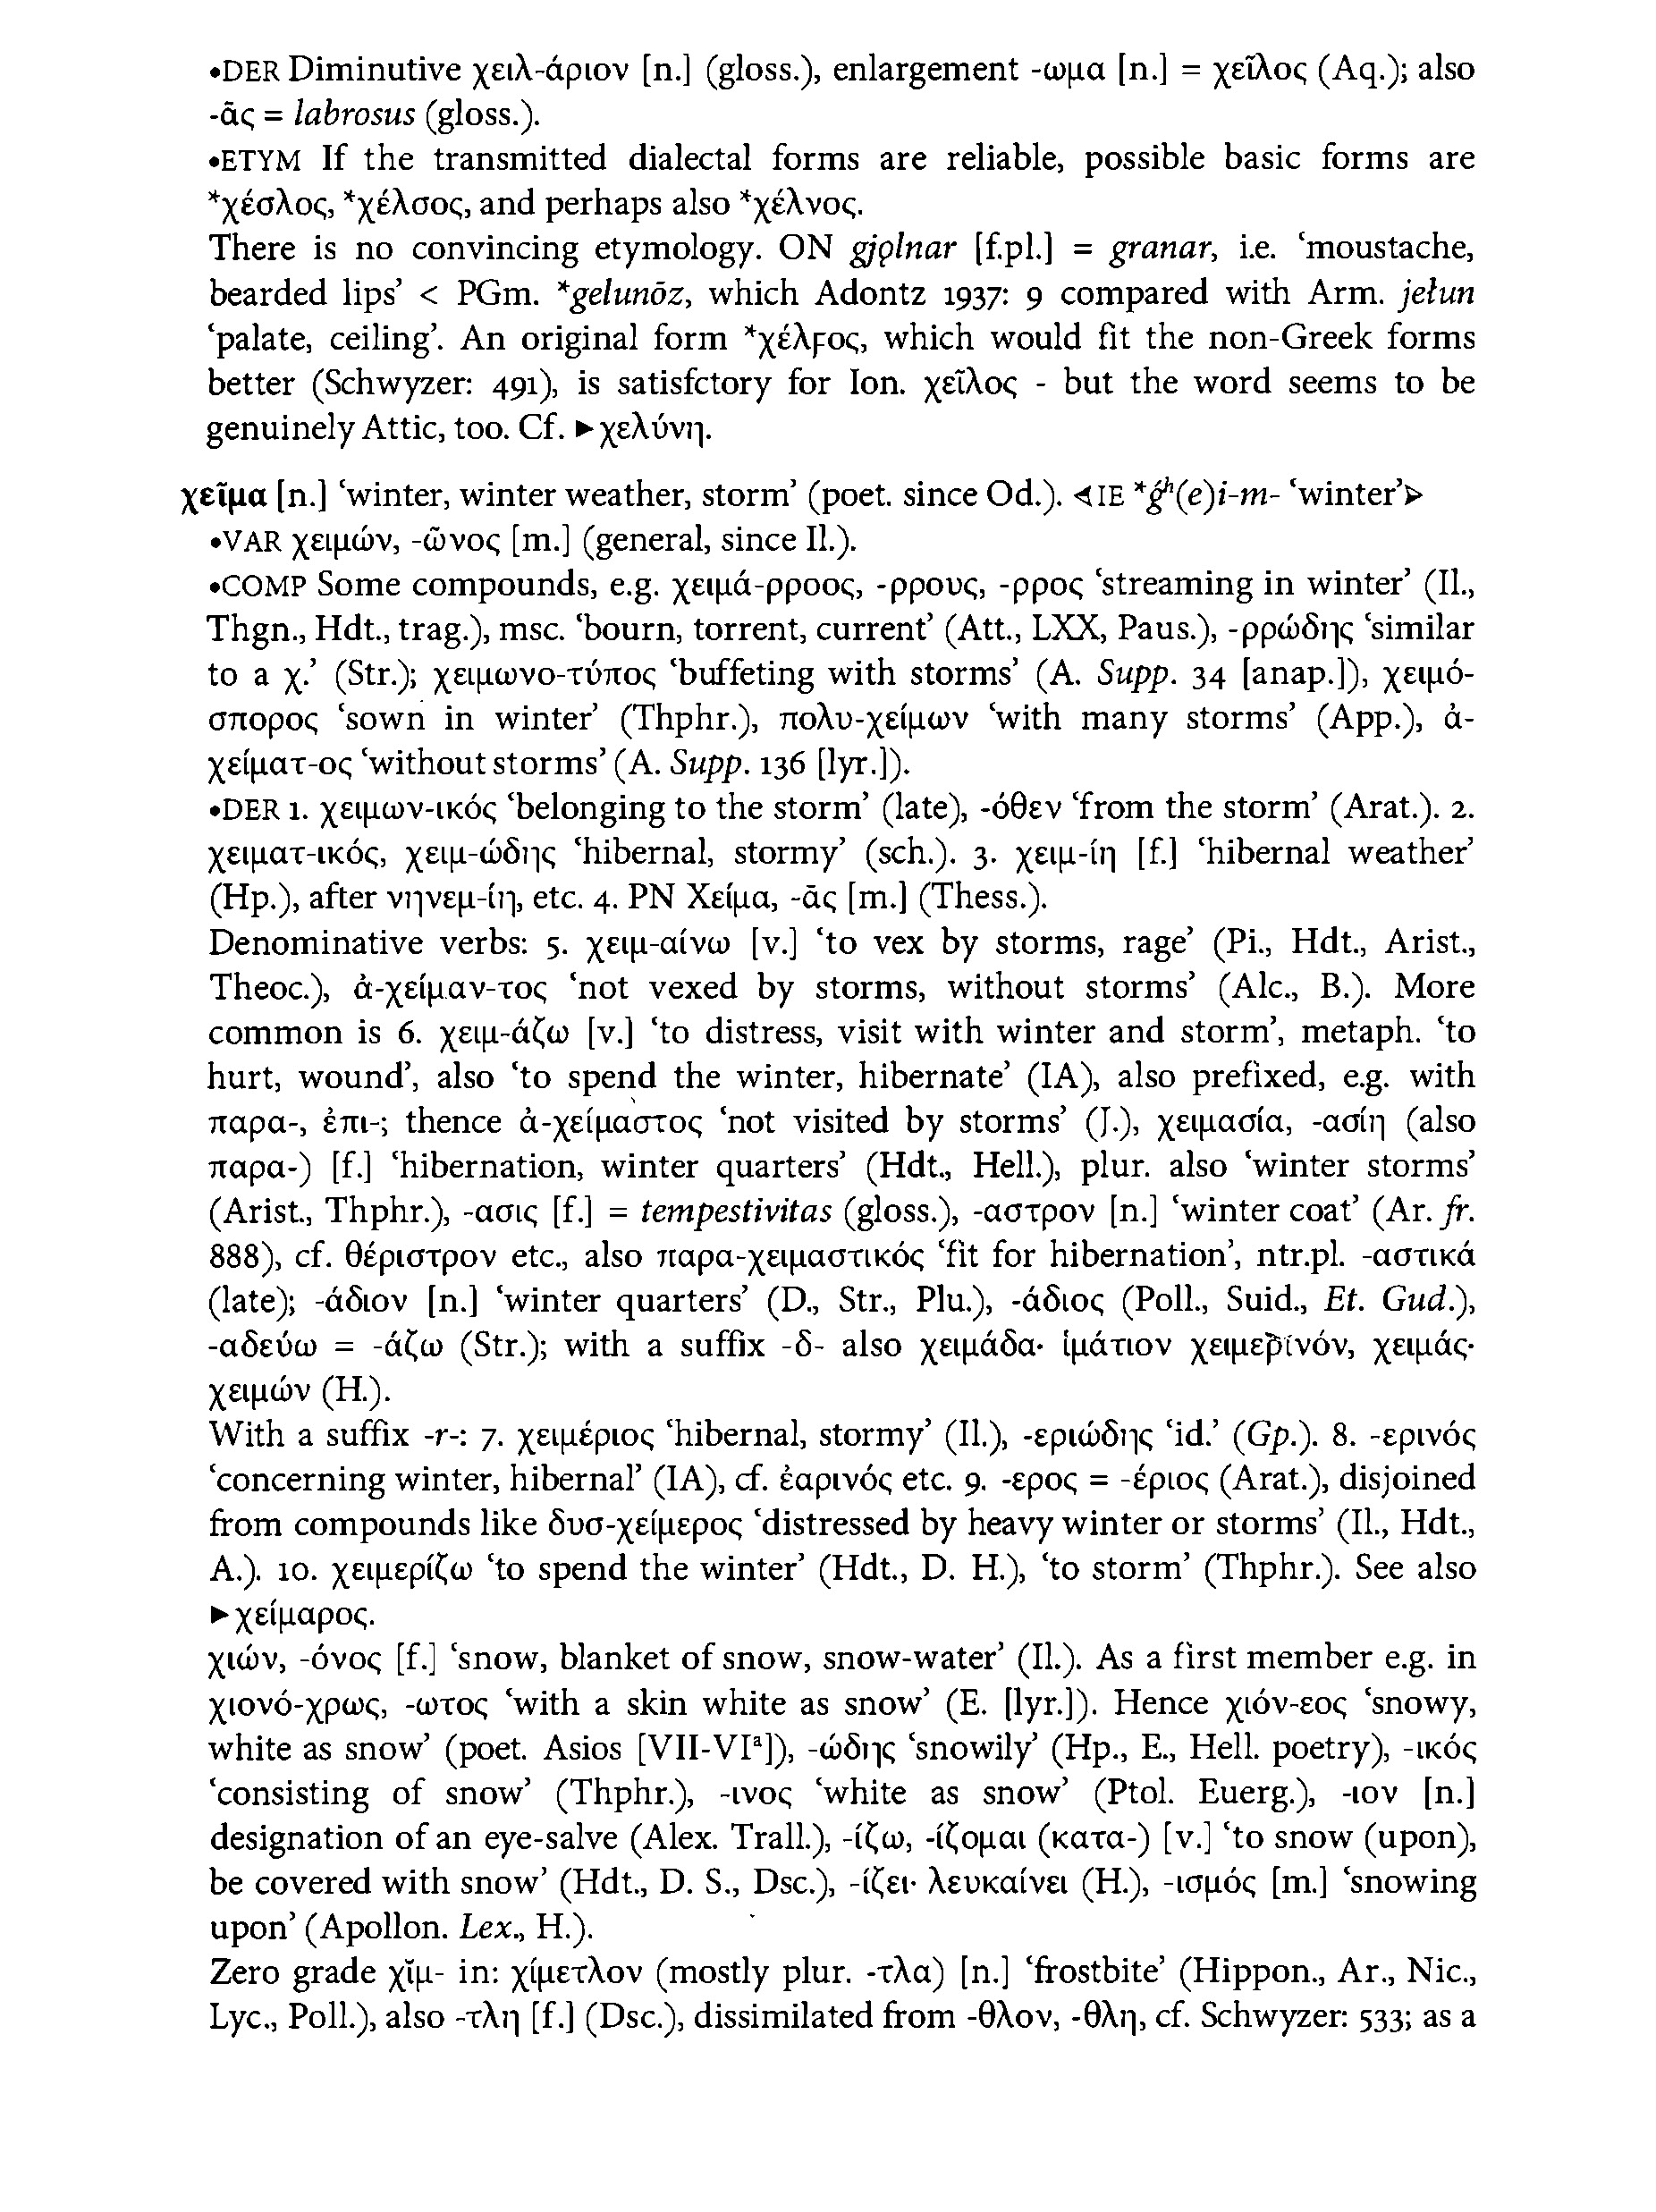 •DER Diminutive χειλ-άριον [n.] (gloss.), enlargement -ωμα [n.] = χεῖλος (Aq.); also
-ᾶς = labrosus (gloss.).
•ETYM If the transmitted dialectal forms are reliable, possible basic forms are
*χέσλος, *χέλσος, and perhaps also *χέλνος.
There is no convincing etymology. ON gjǫlnar [f.pl.] = granar, i.e. ‘moustache,
bearded lips’ < PGm. *gelunōz, which Adontz 1937: 9 compared with Arm. jełun
‘palate, ceiling’. An original form *χέλϝος, which would fit the non-Greek forms
better (Schwyzer: 491), is satisfctory for Ion. χεῖλος - but the word seems to be
genuinely Attic, too. Cf. ►χελύνη.
χεῖμα [n.] ‘winter, winter weather, storm’ (poet. since Od.). ⊲IE *ǵʰ(e)i-m- ‘winter’⊳
•VAR χειμών, -ῶνος [m.] (general, since Il.).
•COMP Some compounds, e.g. χειμά-ρροος, -ρρους, -ρρος ‘streaming in winter’ (Il.,
Thgn., Hdt., trag.), msc. ‘bourn, torrent, current’ (Att., LXX, Paus.), -ρρώδης ‘similar
to a χ.’ (Str.); χειμωνο-τύπος ‘buffeting with storms’ (A. Supp. 34 [anap.]), χειμό-
σπορος ‘sown in winter’ (Thphr.), πολυ-χείμων ‘with many storms’ (App.), ἀ-
χείματ-ος ‘without storms’ (A. Supp. 136 [lyr.]).
•DER 1. χειμων-ικός ‘belonging to the storm’ (late), -όθεν ‘from the storm’ (Arat.). 2.
χειματ-ικός, χειμ-ώδης ‘hibernal, stormy’ (sch.). 3. χειμ-ίη [f.] ‘hibernal weather’
(Hp.), after νηνεμ-ίη, etc. 4. PN Χείμα, -ᾱς [m.] (Thess.).
Denominative verbs: 5. χειμ-αίνω [v.] ‘to vex by storms, rage’ (Pi., Hdt., Arist.,
Theoc.), ἀ-χείμαν-τος ‘not vexed by storms, without storms’ (Alc., B.). More
common is 6. χειμ-άζω [v.] ‘to distress, visit with winter and storm’, metaph. ‘to
hurt, wound’, also ‘to spend the winter, hibernate’ (IA), also prefixed, e.g. with
παρα-, ἐπι-; thence ἀ-χείμαστος ‘not visited by storms’ (J.), χειμασία, -ασίη (also
παρα-) [f.] ‘hibernation, winter quarters’ (Hdt., Hell.), plur. also ‘winter storms’
(Arist., Thphr.), -ασις [f.] = tempestivitas (gloss.), -αστρον [n.] ‘winter coat’ (Ar. fr.
888), cf. θέριστρον etc., also παρα-χειμαστικός ‘fit for hibernation’, ntr.pl. -αστικά
(late); -άδιον [n.] ‘winter quarters’ (D., Str., Plu.), -άδιος (Poll., Suid., Et. Gud.),
-αδεύω = -άζω (Str.); with a suffix -δ- also χειμάδα· ἱμάτιον χειμερινόν, χειμάς·
χειμών (H.).
With a suffix -r-: 7. χειμέριος ‘hibernal, stormy’ (Il.), -εριώδης ‘id.’ (Gp.). 8. -ερινός
‘concerning winter, hibernal’ (IA), cf. ἐαρινός etc. 9. -ερος = -έριος (Arat.), disjoined
from compounds like δυσ-χείμερος ‘distressed by heavy winter or storms’ (Il., Hdt.,
A.). 10. χειμερίζω ‘to spend the winter’ (Hdt., D. H.), ‘to storm’ (Thphr.). See also
►χείμαρος.
χιών, -όνος [f.] ‘snow, blanket of snow, snow-water’ (Il.). As a first member e.g. in
χιονό-χρως, -ωτος ‘with a skin white as snow’ (E. [lyr.]). Hence χιόν-εος ‘snowy,
white as snow’ (poet. Asios [VII-VIᵃ]), -ώδης ‘snowily’ (Hp., E., Hell. poetry), -ικός
‘consisting of snow’ (Thphr.), -ινος ‘white as snow’ (Ptol. Euerg.), -ιον [n.]
designation of an eye-salve (Alex. Trall.), -ίζω, -ίζομαι (κατα-) [v.] ‘to snow (upon),
be covered with snow’ (Hdt., D. S., Dsc.), -ίζει· λευκαίνει (H.), -ισμός [m.] ‘snowing
upon’ (Apollon. Lex., H.).
Zero grade χῐμ- in: χίμετλον (mostly plur. -τλα) [n.] ‘frostbite’ (Hippon., Ar., Nic.,
Lyc., Poll.), also -τλη [f.] (Dsc.), dissimilated from -θλον, -θλη, cf. Schwyzer: 533; as a